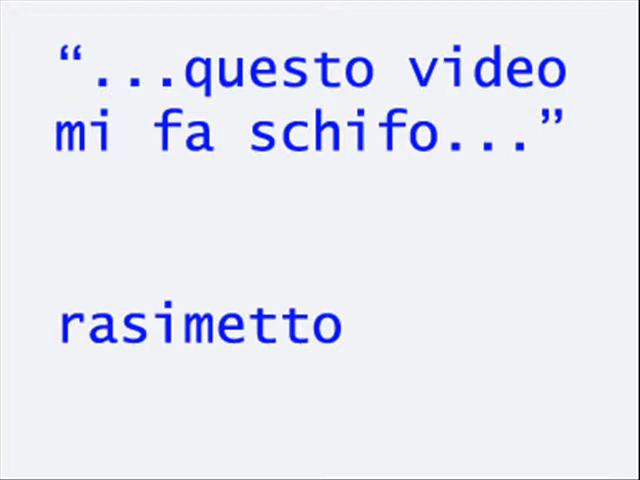 “...questo video
mi fa schifo...”
rasimetto